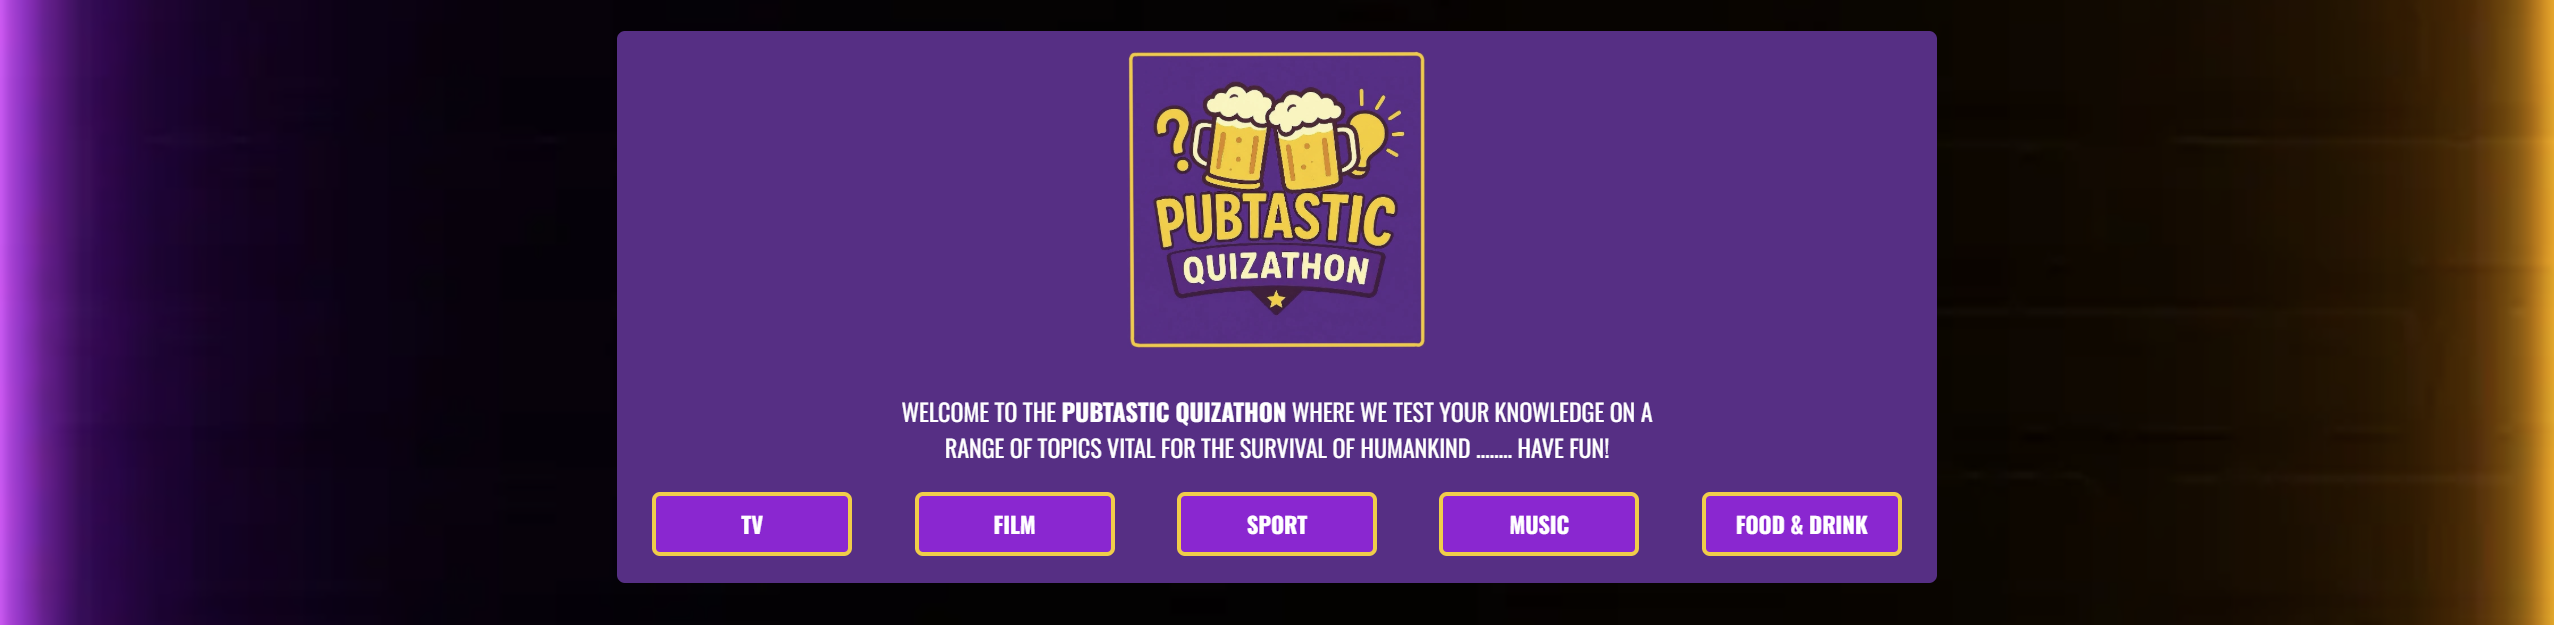 ?
PUBTASTIC
QUIZATHON
WELCOME TO THE PUBTASTIC QUIZATHON WHERE WE TEST YOUR KNOWLEDGE ON A
RANGE OF TOPICS VITAL FOR THE SURVIVAL OF HUMANKIND ........ HAVE FUN!
TV
FILM
SPORT
MUSIC
FOOD & DRINK